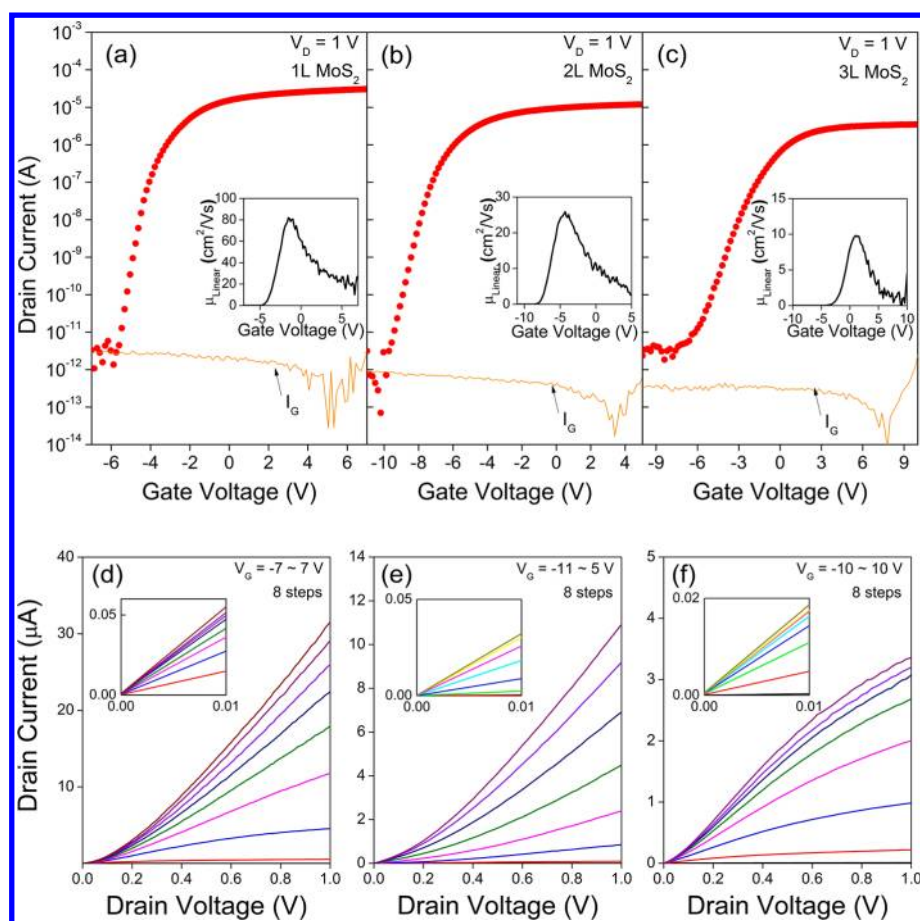 (a)
V_D = 1 V
1L MoS_2
(b)
V_D = 1 V
2L MoS_2
(c)
V_D = 1 V
3L MoS_2
Drain Current (A)
10^-3
10^-4
10^-5
10^-6
10^-7
10^-8
10^-9
10^-10
10^-11
10^-12
10^-13
10^-14
μ_Linear (cm^2/Vs)
100
80
60
40
20
0
-5 0 5
Gate Voltage (V)
I_G
μ_Linear (cm^2/Vs)
30
20
10
0
-10 -5 0 5
Gate Voltage (V)
I_G
μ_Linear (cm^2/Vs)
15
10
5
0
-10 -5 0 5 10
Gate Voltage (V)
I_G
-6 -4 -2 0 2 4 6
-10 -8 -6 -4 -2 0 2 4
-9 -6 -3 0 3 6 9
Gate Voltage (V)
Gate Voltage (V)
Gate Voltage (V)
Drain Current (μA)
(d)
V_G = -7 ~ 7 V
8 steps
40
30
20
10
0.05
0.00
0.00 0.01
0.0 0.2 0.4 0.6 0.8 1.0
Drain Voltage (V)
(e)
V_G = -11 ~ 5 V
8 steps
14
12
10
8
6
4
2
0
0.05
0.00
0.00 0.01
0.0 0.2 0.4 0.6 0.8 1.0
Drain Voltage (V)
(f)
V_G = -10 ~ 10 V
8 steps
5
4
3
2
1
0
0.02
0.00
0.00 0.01
0.0 0.2 0.4 0.6 0.8 1.0
Drain Voltage (V)